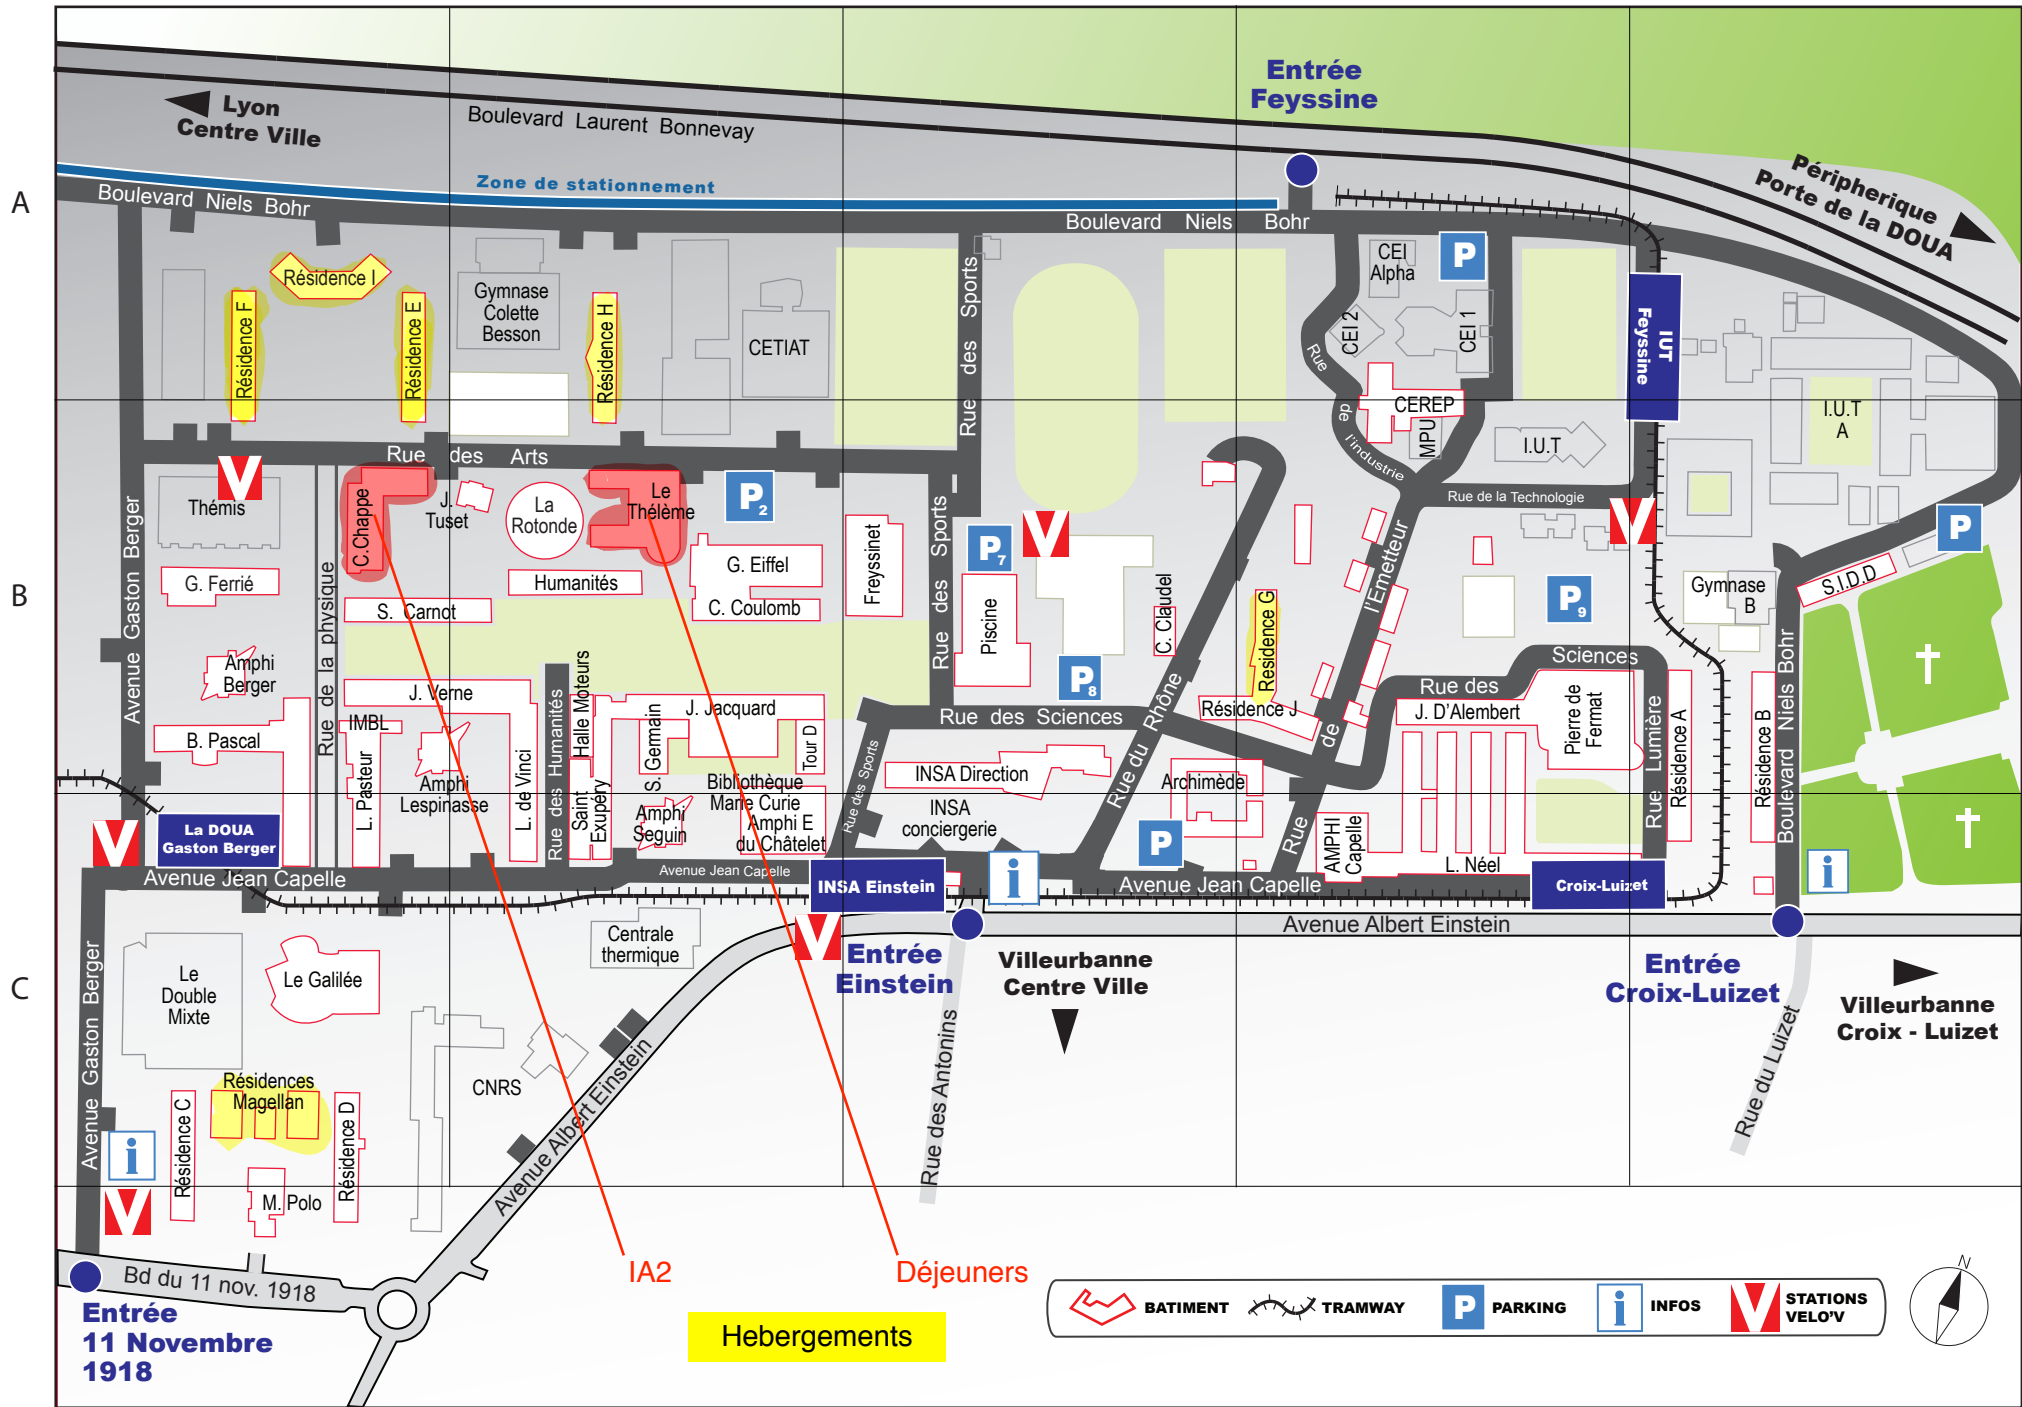 Entrée
Feyssine
Lyon
Centre Ville
Boulevard Laurent Bonnevay
Péripherique
Porte de la DOUA
Zone de stationnement
A
Boulevard Niels Bohr
Boulevard Niels Bohr
Résidence I
Résidence F
Résidence E
Gymnase
Colette
Besson
Résidence H
CETIAT
Rue des Sports
CEI
Alpha
P
CEI 2
CEI 1
Rue
de
l'industrie
IUT
Feyssine
CEREP
MPU
I.U.T
I.U.T
A
Rue des Arts
Rue de la Technologie
V
Thémis
C.Chappe
J.
Tuset
La
Rotonde
Le
Thélème
P2
Freyssinet
Rue des Sports
P7
V
V
P
G. Ferrié
Humanités
G. Eiffel
C. Coulomb
S. Carnot
Piscine
C. Claudel
Résidence G
l'Emetteur
P9
Gymnase
B
S.I.D.D
B
Avenue Gaston Berger
Rue de la physique
Amphi
Berger
J. Verne
Halle Moteurs
S. Germain
J. Jacquard
P8
Rue des Sciences
Rue du Rhône
Résidence J
de
Rue
Rue des
Sciences
J. D'Alembert
Pierre de
Fermat
Rue Lumière
Résidence A
Résidence B
Boulevard Niels Bohr
B. Pascal
IMBL
L. Pasteur
Amphi
Lespinasse
L. de Vinci
Rue des Humanités
Saint
Exupéry
Tour D
Bibliothèque
Marie Curie
Amphi
Seguin
Amphi E
du Châtelet
Rue des Sports
INSA Direction
INSA
conciergerie
Archimède
P
AMPHI
Capelle
L. Néel
V
La DOUA
Gaston Berger
Avenue Jean Capelle
Avenue Jean Capelle
INSA Einstein
i
Avenue Jean Capelle
Croix-Luizet
i
Avenue Albert Einstein
C
Avenue Gaston Berger
Le
Double
Mixte
Le Galilée
Centrale
thermique
V
Entrée
Einstein
Villeurbanne
Centre Ville
Entrée
Croix-Luizet
Villeurbanne
Croix - Luizet
Rue des Antonins
Rue du Luizet
CNRS
Avenue Albert Einstein
Résidences
Magellan
Résidence C
Résidence D
i
M. Polo
V
Bd du 11 nov. 1918
Entrée
11 Novembre
1918
IA2
Déjeuners
Hebergements
BATIMENT
TRAMWAY
P PARKING
i INFOS
V STATIONS
VELO'V
N